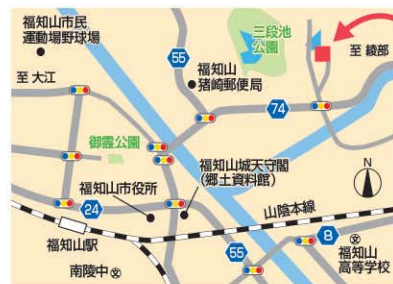 福知山市民
運動場野球場
至 大江
55
福知山
猪崎郵便局
三段池
公園
至 綾部
74
御霊公園
福知山市役所
福知山城天守閣
(郷土資料館)
24
N
山陰本線
福知山駅
南陵中
55
8
福知山
高等学校